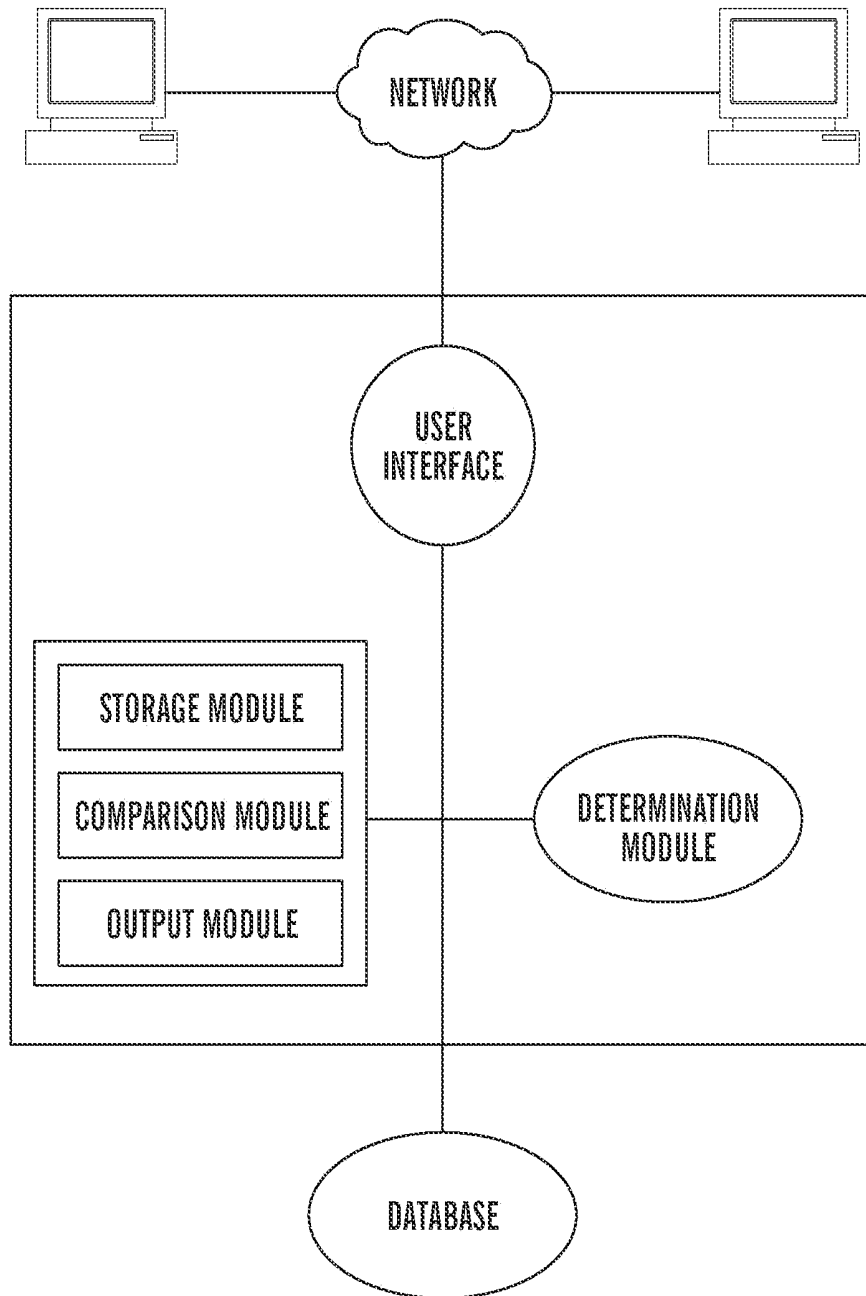 NETWORK
USER
INTERFACE
STORAGE MODULE
COMPARISON MODULE
OUTPUT MODULE
DETERMINATION
MODULE
DATABASE